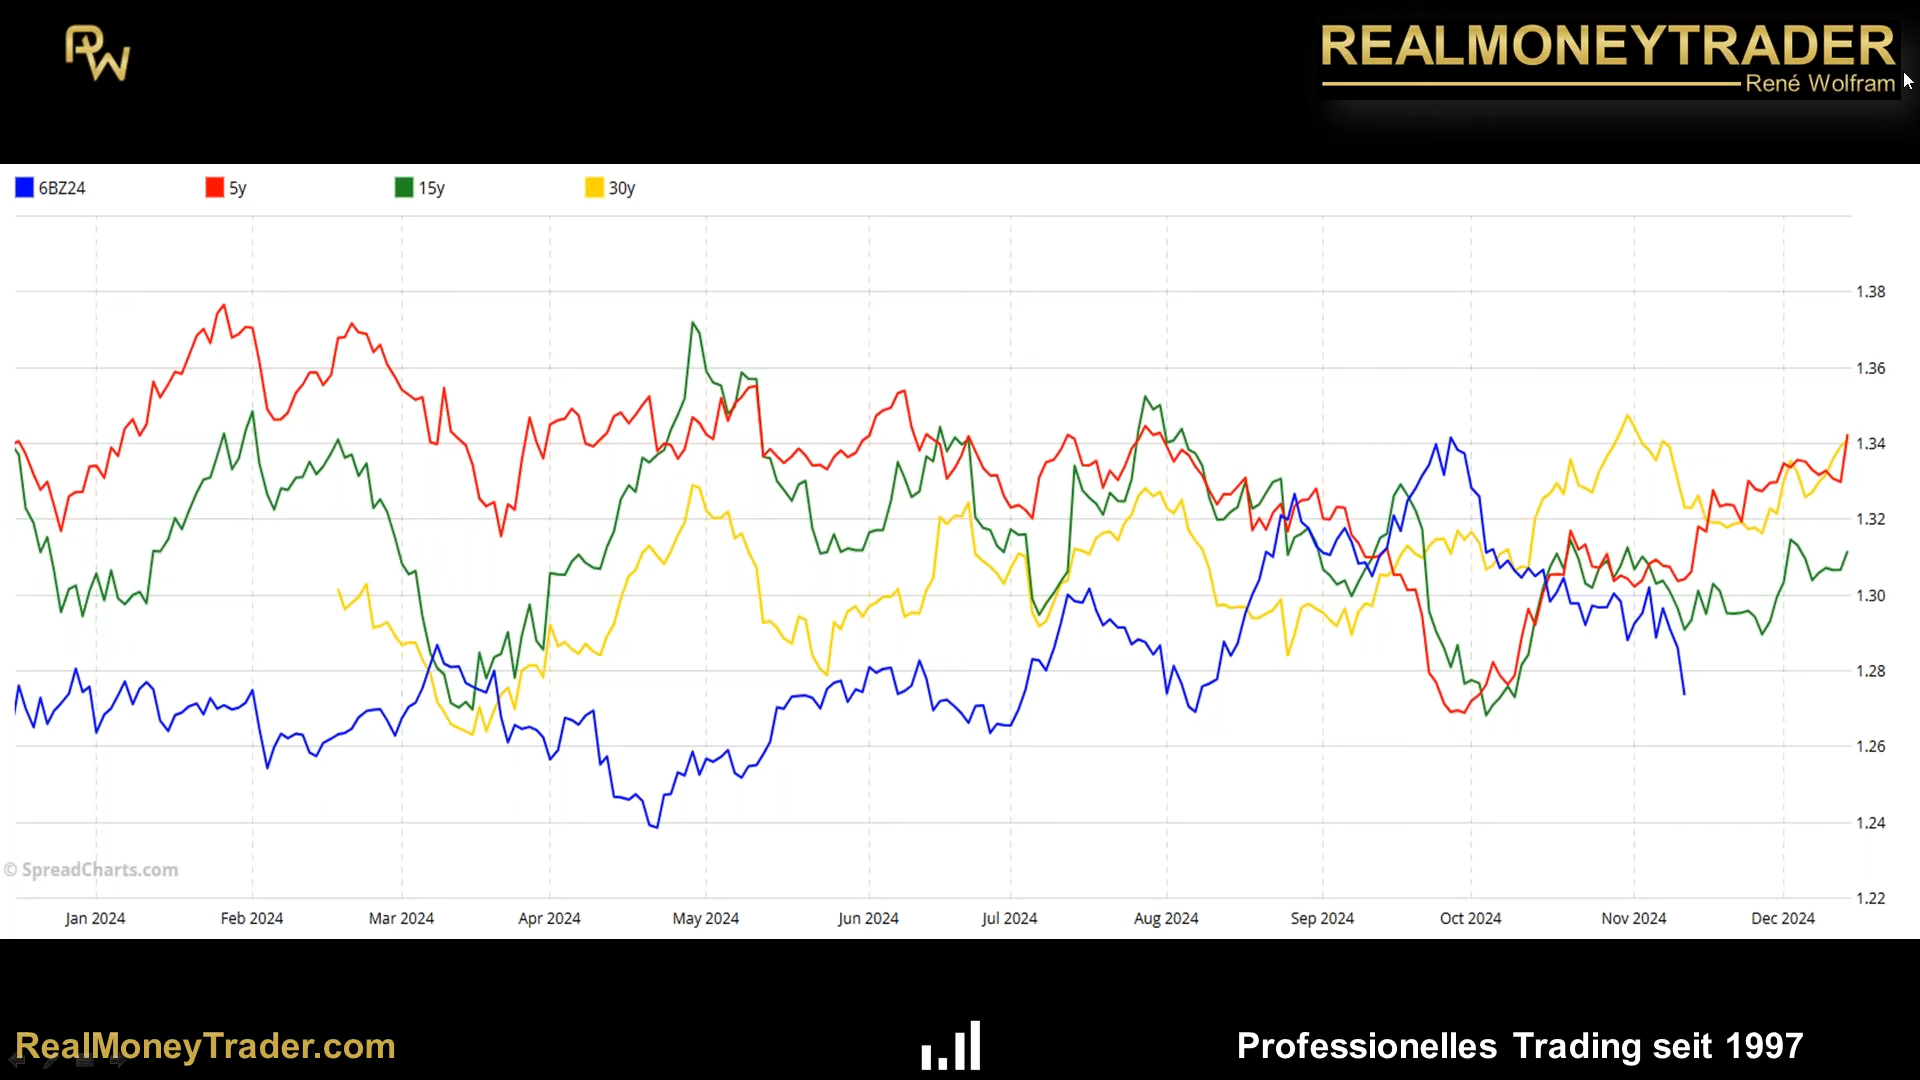 RW
REALMONEYTRADER
René Wolfram
6BZ24 5y 15y 30y
1.38
1.36
1.34
1.32
1.30
1.28
1.26
1.24
© SpreadCharts.com
1.22
Jan 2024 Feb 2024 Mar 2024 Apr 2024 May 2024 Jun 2024 Jul 2024 Aug 2024 Sep 2024 Oct 2024 Nov 2024 Dec 2024
RealMoneyTrader.com
Professionelles Trading seit 1997